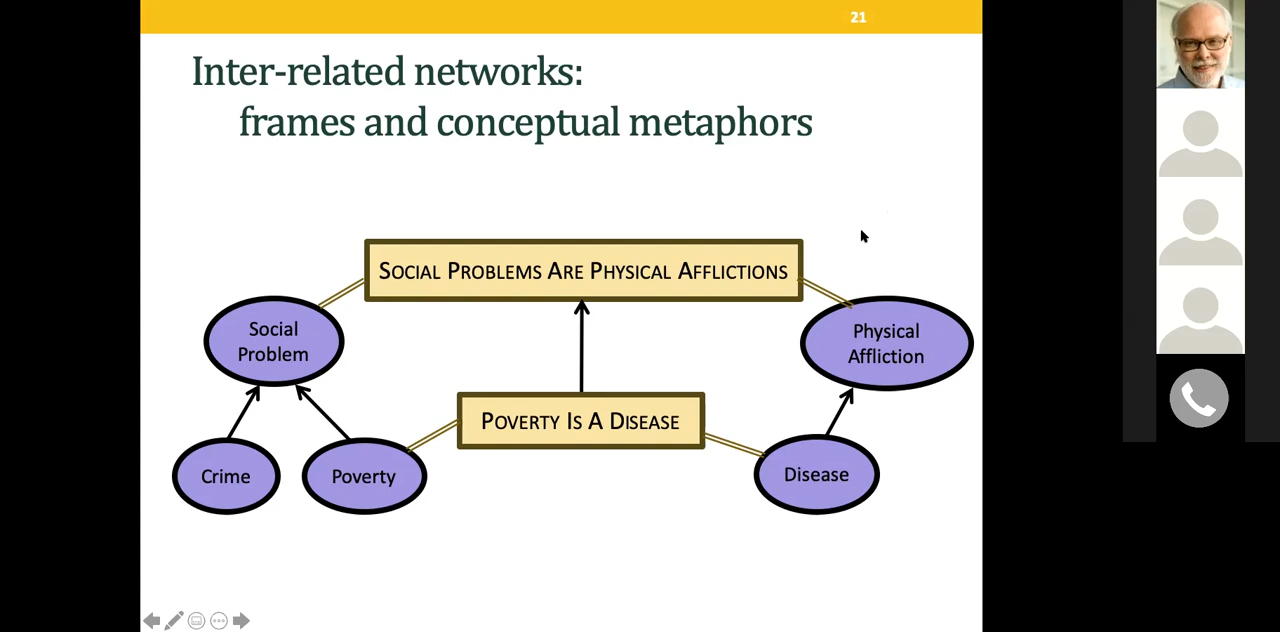 21
Inter-related networks:
frames and conceptual metaphors
SOCIAL PROBLEMS ARE PHYSICAL AFFLICTIONS
Social
Problem
Physical
Affliction
POVERTY IS A DISEASE
Crime
Poverty
Disease